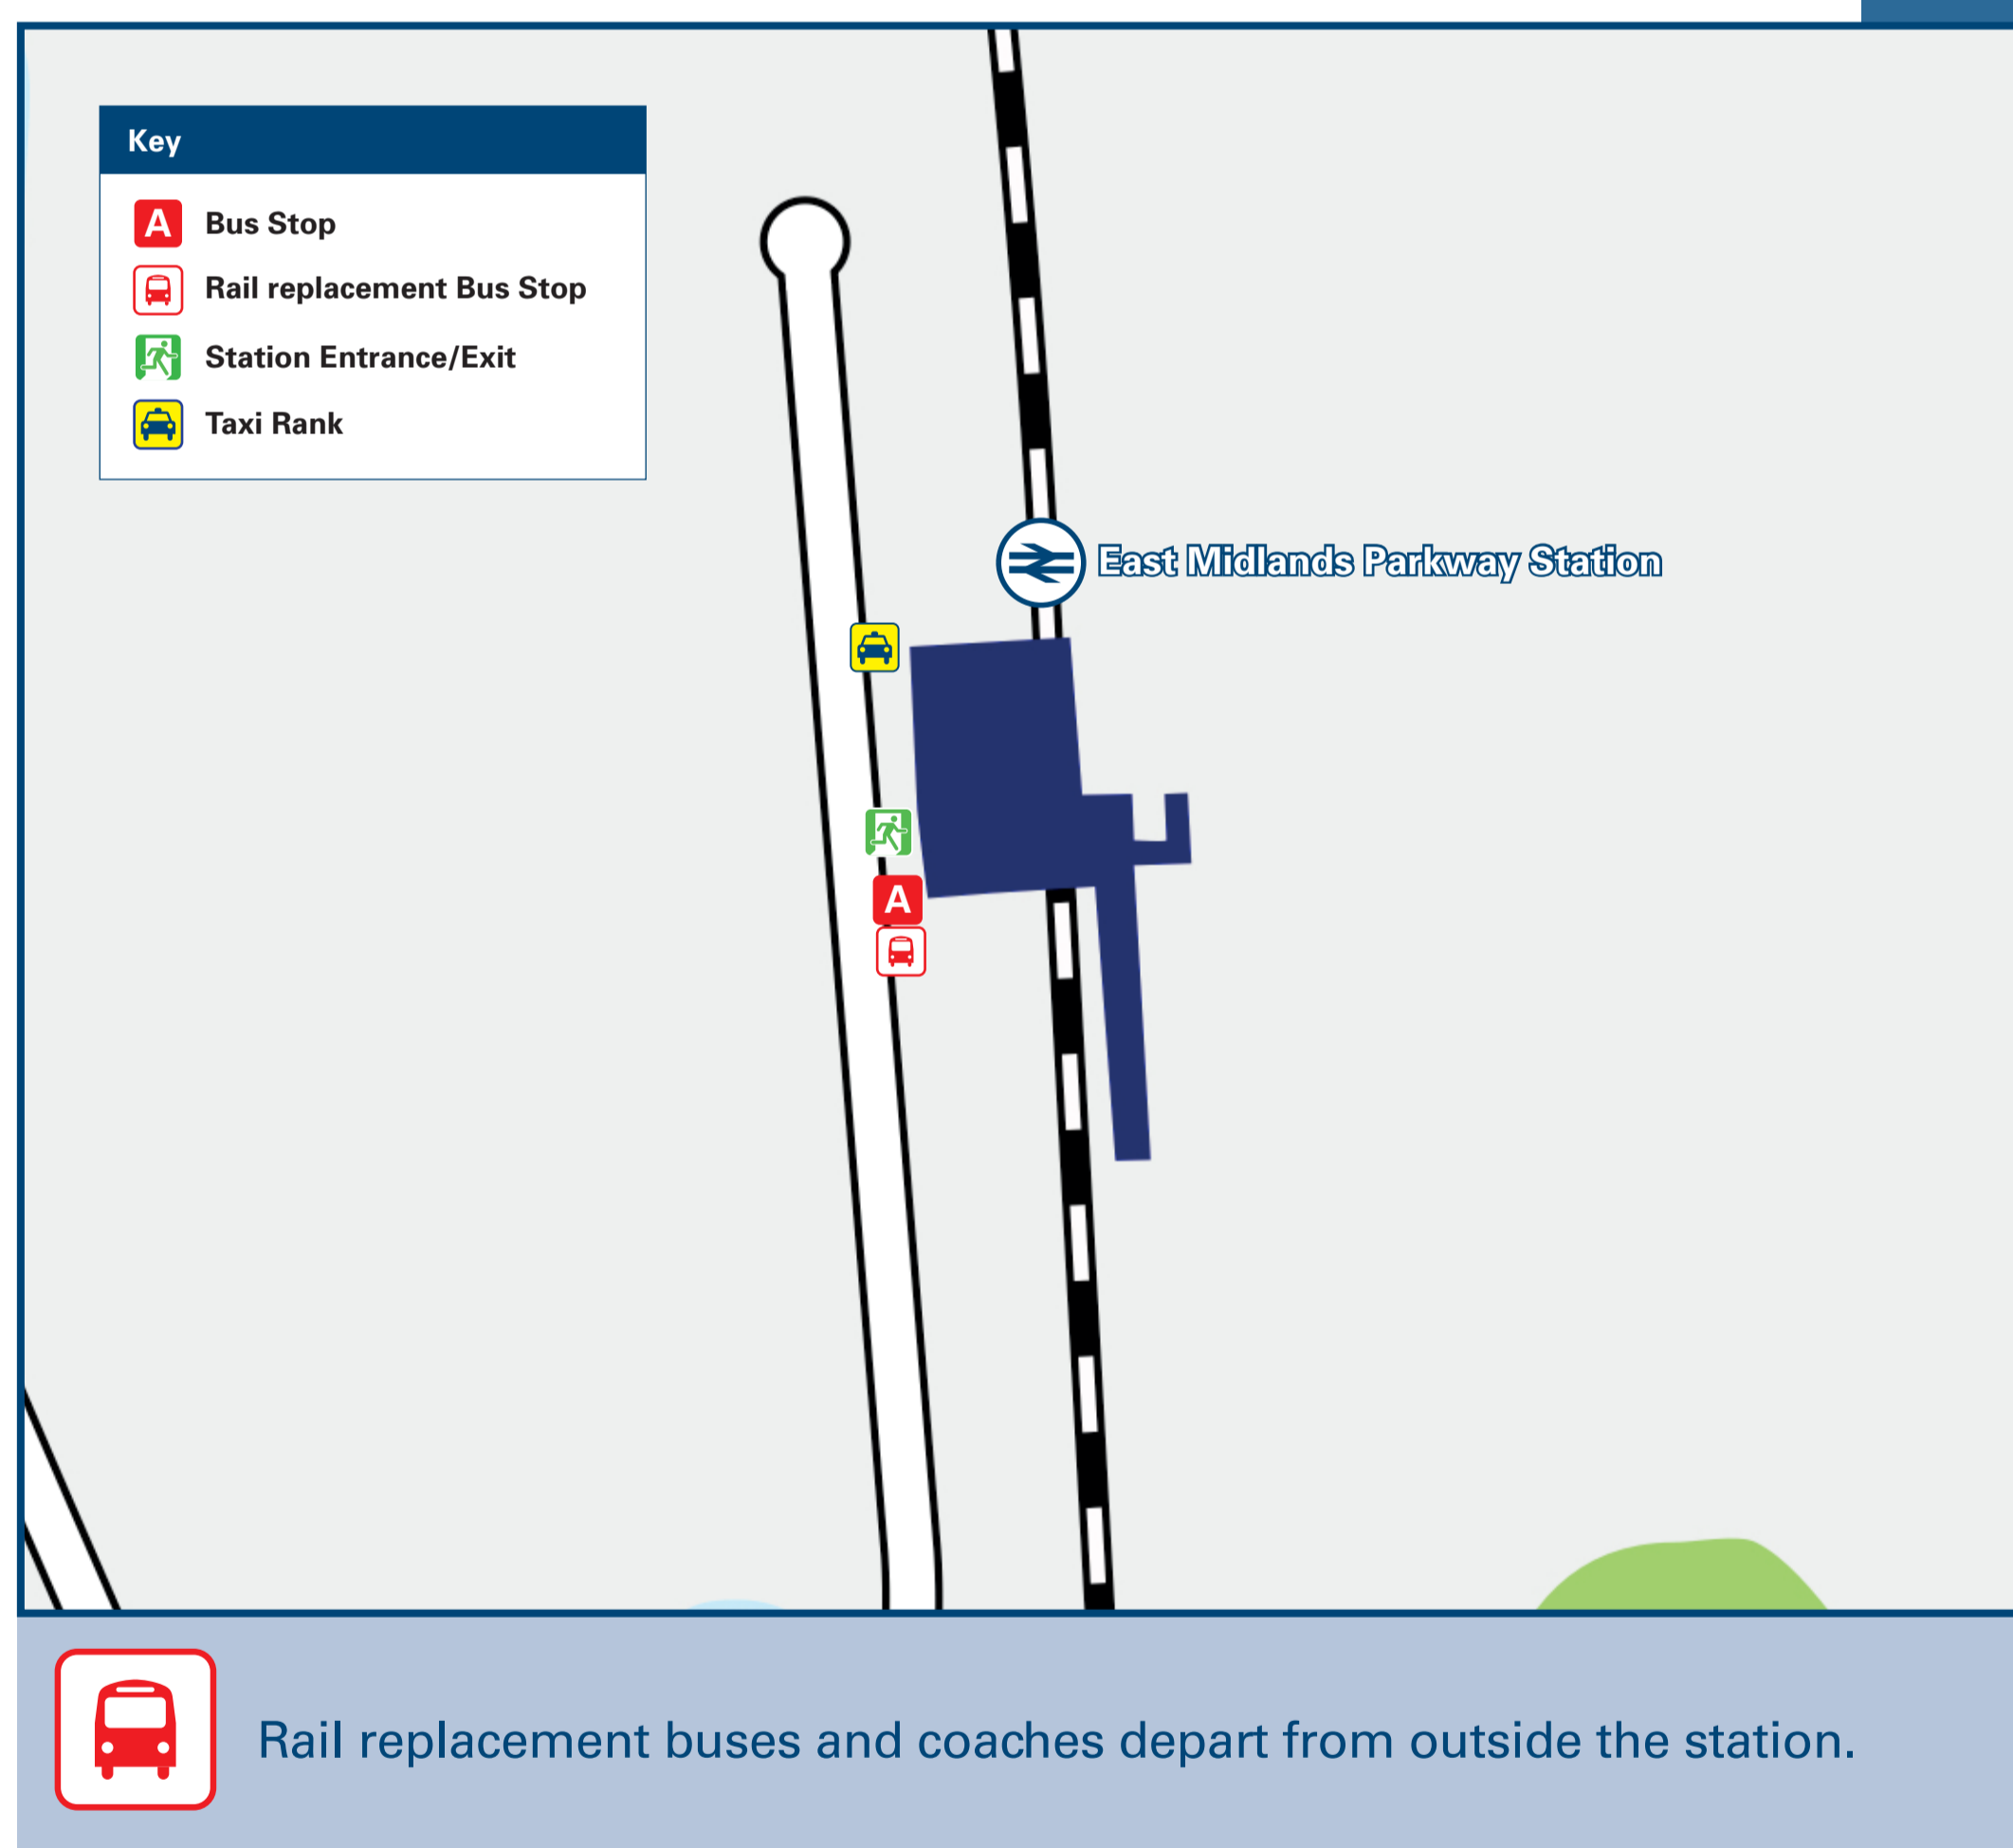 Key
A Bus Stop
Rail replacement Bus Stop
Station Entrance/Exit
Taxi Rank
East Midlands Parkway Station
A
Rail replacement buses and coaches depart from outside the station.